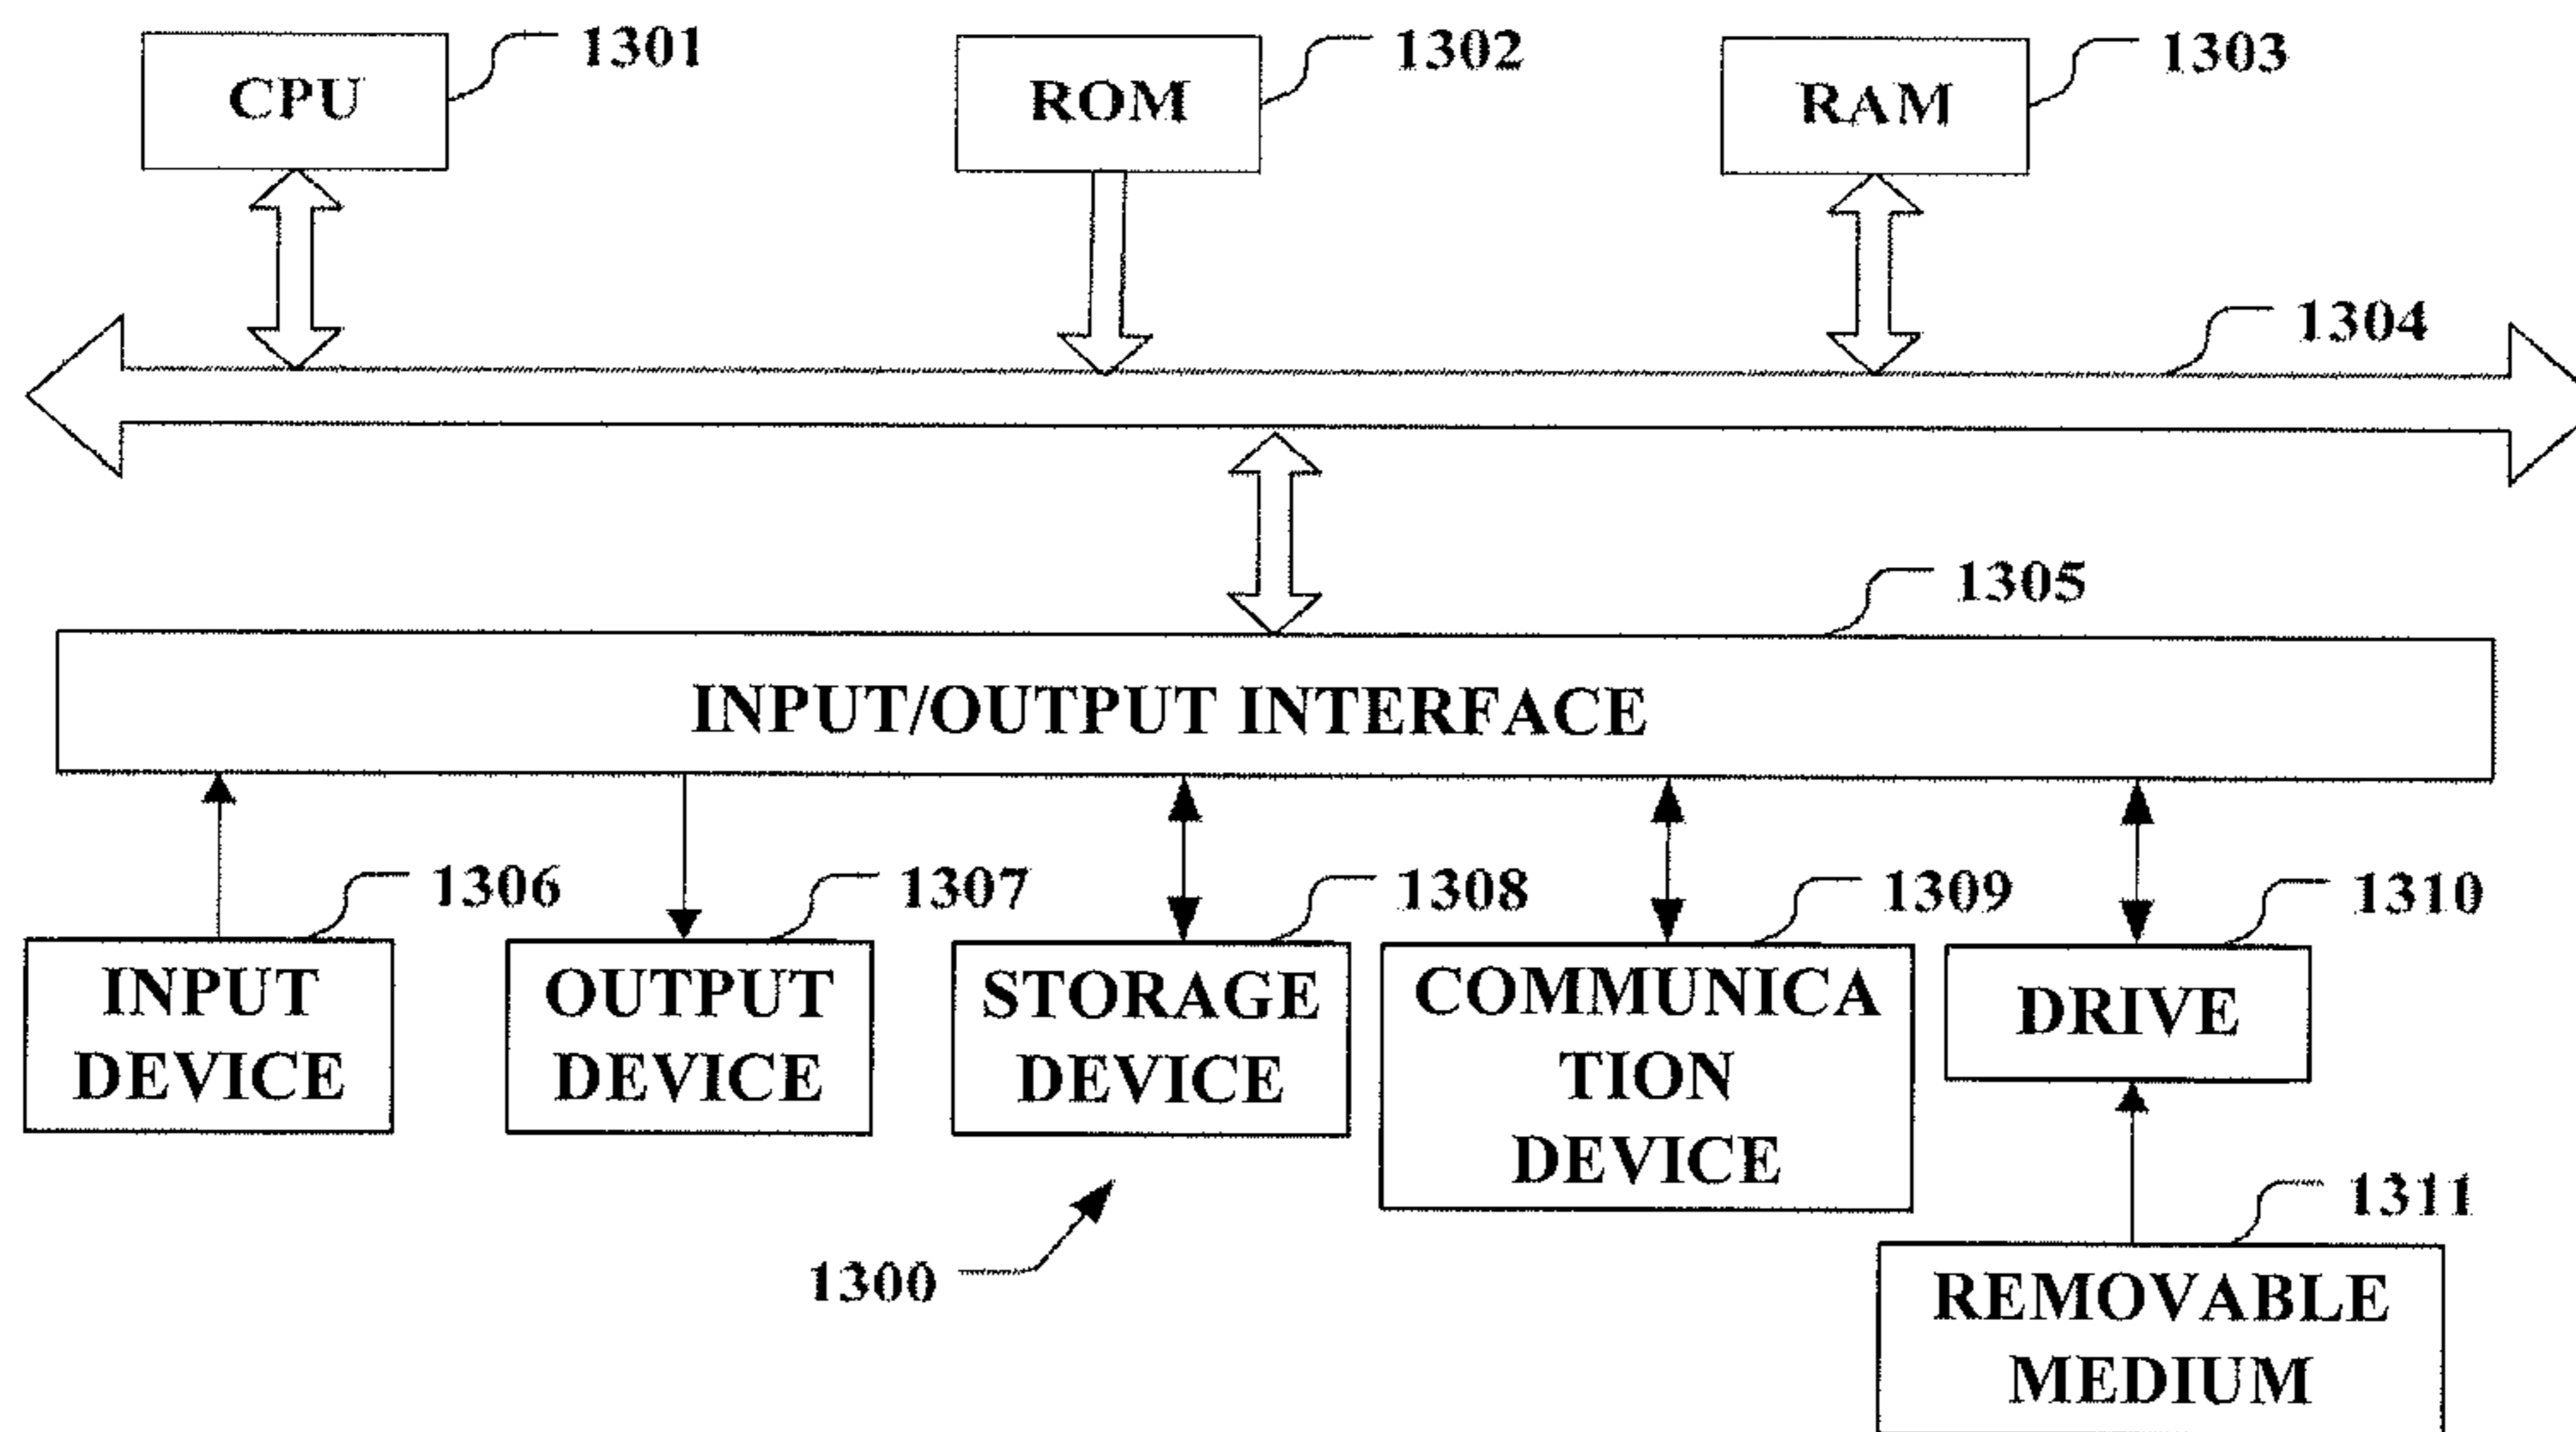 CPU
1301
ROM
1302
RAM
1303
1304
1305
INPUT/OUTPUT INTERFACE
1306
1307
1308
1309
1310
INPUT
DEVICE
OUTPUT
DEVICE
STORAGE
DEVICE
COMMUNICA
TION
DEVICE
DRIVE
1311
1300
REMOVABLE
MEDIUM